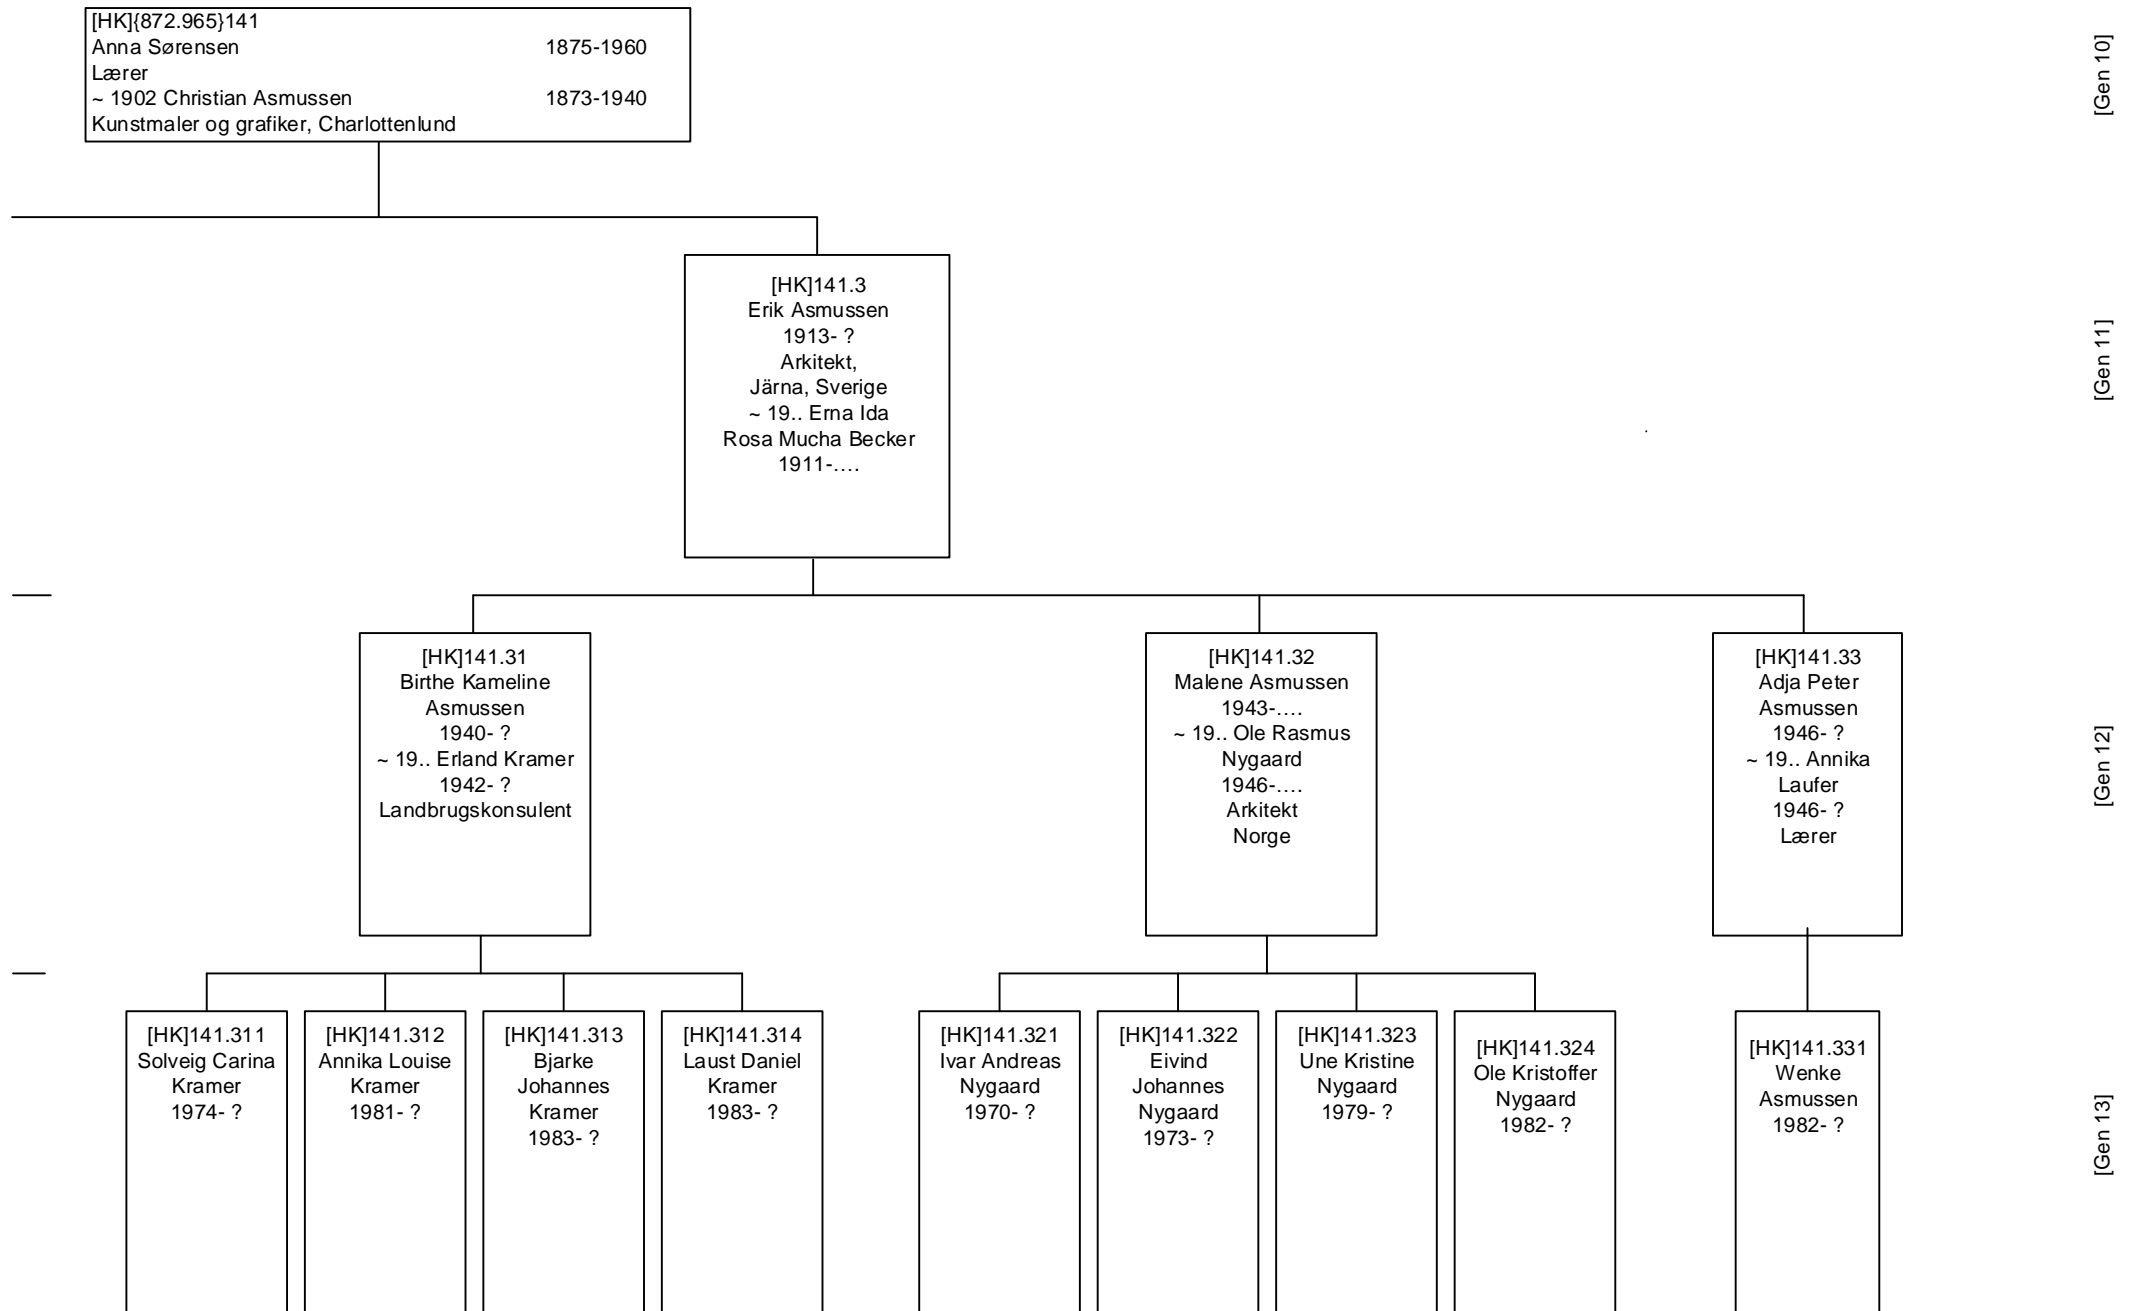 [HK]{872.965}141
Anna Sørensen 1875-1960
Lærer
~ 1902 Christian Asmussen 1873-1940
Kunstmaler og grafiker, Charlottenlund
[Gen 10]
[HK]141.3
Erik Asmussen
1913- ?
Arkitekt,
Järna, Sverige
~ 19.. Erna Ida
Rosa Mucha Becker
1911-....
[Gen 11]
[HK]141.31
Birthe Kameline
Asmussen
1940- ?
~ 19.. Erland Kramer
1942- ?
Landbrugskonsulent
[HK]141.32
Malene Asmussen
1943-....
~ 19.. Ole Rasmus
Nygaard
1946-....
Arkitekt
Norge
[HK]141.33
Adja Peter
Asmussen
1946- ?
~ 19.. Annika
Laufer
1946- ?
Lærer
[Gen 12]
[HK]141.311
Solveig Carina
Kramer
1974- ?
[HK]141.312
Annika Louise
Kramer
1981- ?
[HK]141.313
Bjarke
Johannes
Kramer
1983- ?
[HK]141.314
Laust Daniel
Kramer
1983- ?
[HK]141.321
Ivar Andreas
Nygaard
1970- ?
[HK]141.322
Eivind
Johannes
Nygaard
1973- ?
[HK]141.323
Une Kristine
Nygaard
1979- ?
[HK]141.324
Ole Kristoffer
Nygaard
1982- ?
[HK]141.331
Wenke
Asmussen
1982- ?
[Gen 13]